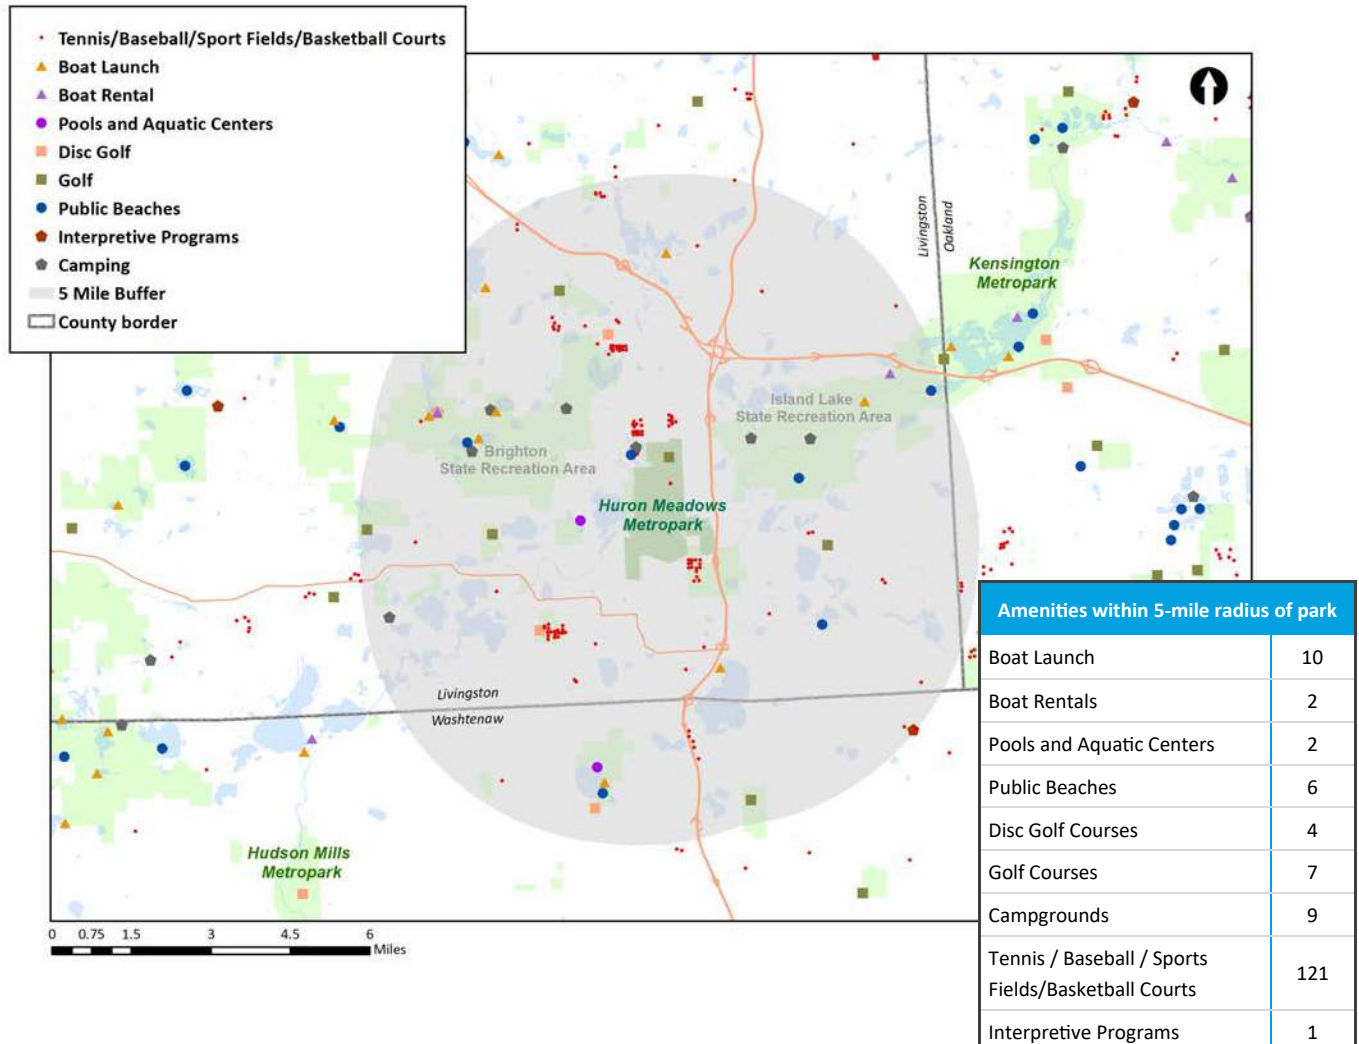 Tennis/Baseball/Sport Fields/Basketball Courts
Boat Launch
Boat Rental
Pools and Aquatic Centers
Disc Golf
Golf
Public Beaches
Interpretive Programs
Camping
5 Mile Buffer
County border
Livingston
Oakland
Kensington
Metropark
Island Lake
State Recreation Area
Brighton
State Recreation Area
Huron Meadows
Metropark
Livingston
Washtenaw
Hudson Mills
Metropark
0 0.75 1.5 3 4.5 6
Miles
Amenities within 5-mile radius of park
Boat Launch 10
Boat Rentals 2
Pools and Aquatic Centers 2
Public Beaches 6
Disc Golf Courses 4
Golf Courses 7
Campgrounds 9
Tennis / Baseball / Sports
Fields/Basketball Courts 121
Interpretive Programs 1